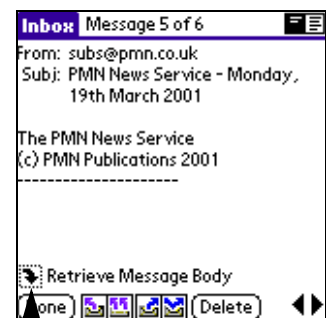 Inbox Message 5 of 6
From: subs@pmn.co.uk
Subj: PMN News Service - Monday,
19th March 2001
The PMN News Service
(c) PMN Publications 2001
--------------------
Retrieve Message Body
one Delete